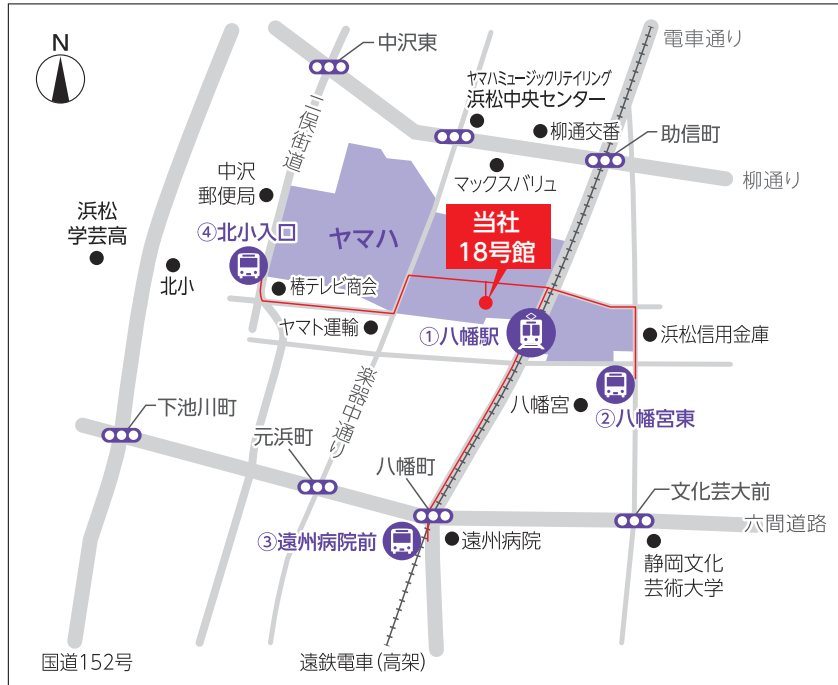 N
中沢東
電車通り
ヤマハミュージックリテイリング
浜松中央センター
柳通交番
助信町
二俣街道
中沢
郵便局
マックスバリュ
柳通り
浜松
学芸高
④北小入口
ヤマハ
当社
18号館
北小
椿テレビ商会
ヤマト運輸
①八幡駅
浜松信用金庫
楽器中通り
八幡宮
②八幡宮東
下池川町
元浜町
八幡町
文化芸大前
六間道路
③遠州病院前
遠州病院
静岡文化
芸術大学
国道152号
遠鉄電車(高架)